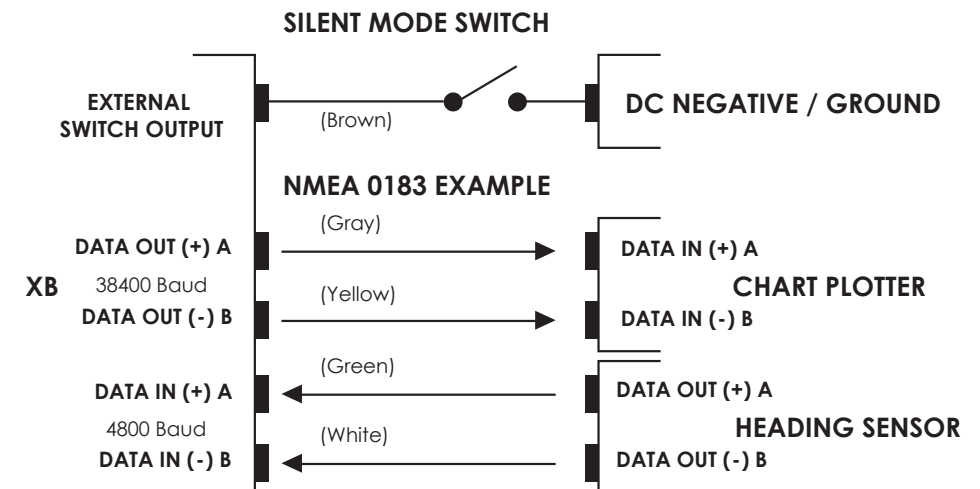 SILENT MODE SWITCH
EXTERNAL
SWITCH OUTPUT
(Brown)
DC NEGATIVE / GROUND
NMEA 0183 EXAMPLE
(Gray)
DATA OUT (+) A
DATA IN (+) A
XB
38400 Baud
CHART PLOTTER
(Yellow)
DATA OUT (-) B
DATA IN (-) B
(Green)
DATA IN (+) A
DATA OUT (+) A
4800 Baud
HEADING SENSOR
(White)
DATA IN (-) B
DATA OUT (-) B